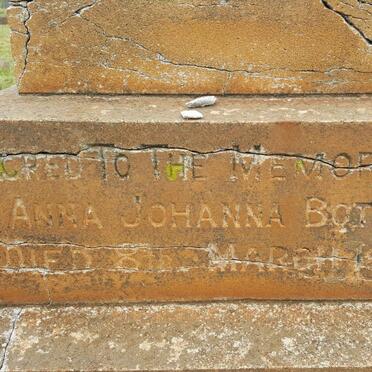 CRED TO THE MEMOR
ANNA JOHANNA BOT
DIED 8TH MARCH